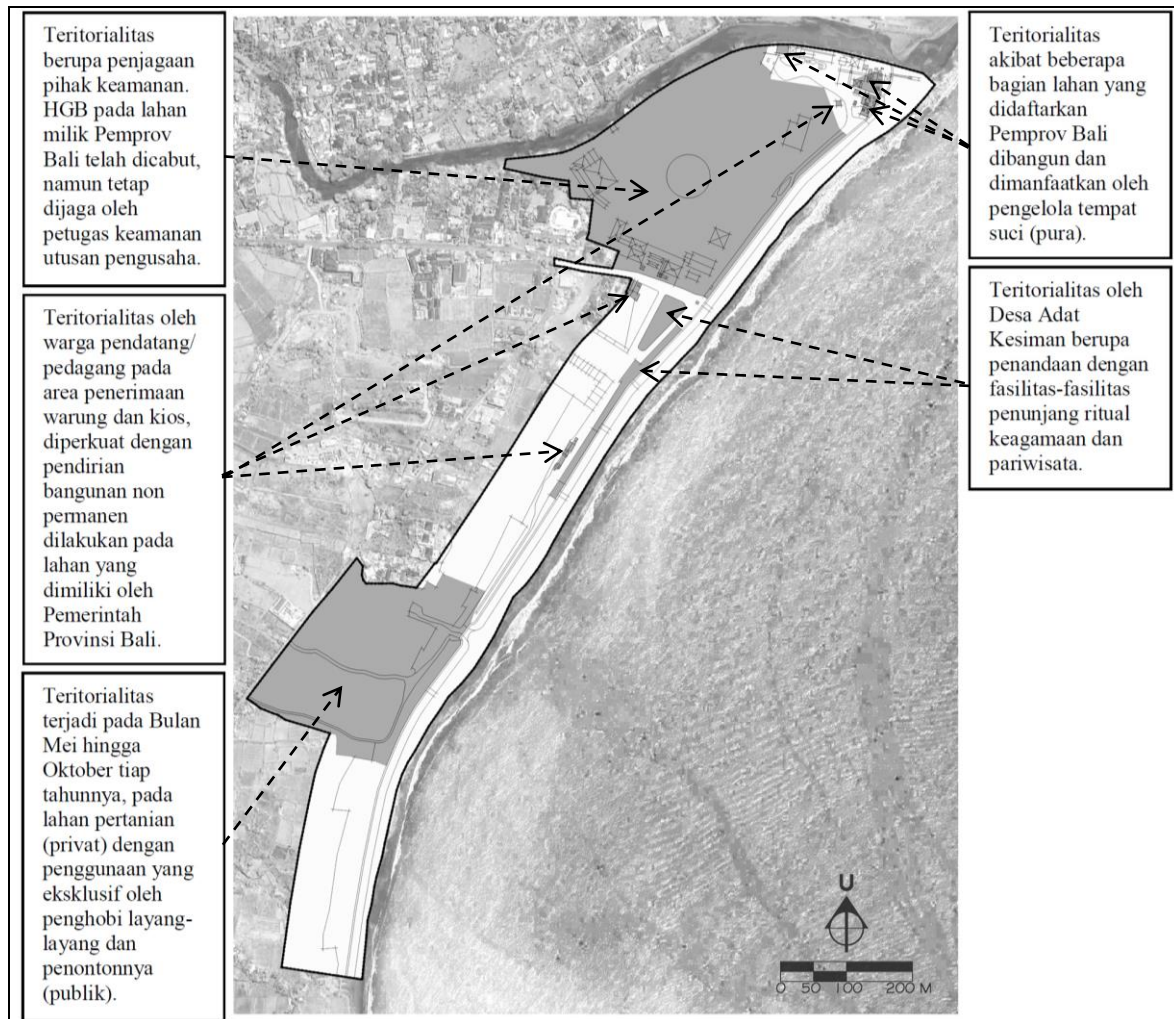 Teritorialitas
berupa penjagaan
pihak keamanan.
HGB pada lahan
milik Pemprov
Bali telah dicabut,
namun tetap
dijaga oleh
petugas keamanan
utusan pengusaha.
Teritorialitas oleh
warga pendatang/
pedagang pada
area penerimaan
warung dan kios,
diperkuat dengan
pendirian
bangunan non
permanen
dilakukan pada
lahan yang
dimiliki oleh
Pemerintah
Provinsi Bali.
Teritorialitas
terjadi pada Bulan
Mei hingga
Oktober tiap
tahunnya, pada
lahan pertanian
(privat) dengan
penggunaan yang
eksklusif oleh
penghobi layang-
layang dan
penontonnya
(publik).
Teritorialitas
akibat beberapa
bagian lahan yang
didaftarkan
Pemprov Bali
dibangun dan
dimanfaatkan oleh
pengelola tempat
suci (pura).
Teritorialitas oleh
Desa Adat
Kesiman berupa
penandaan dengan
fasilitas-fasilitas
penunjang ritual
keagamaan dan
pariwisata.
U
0 50 100 200 M